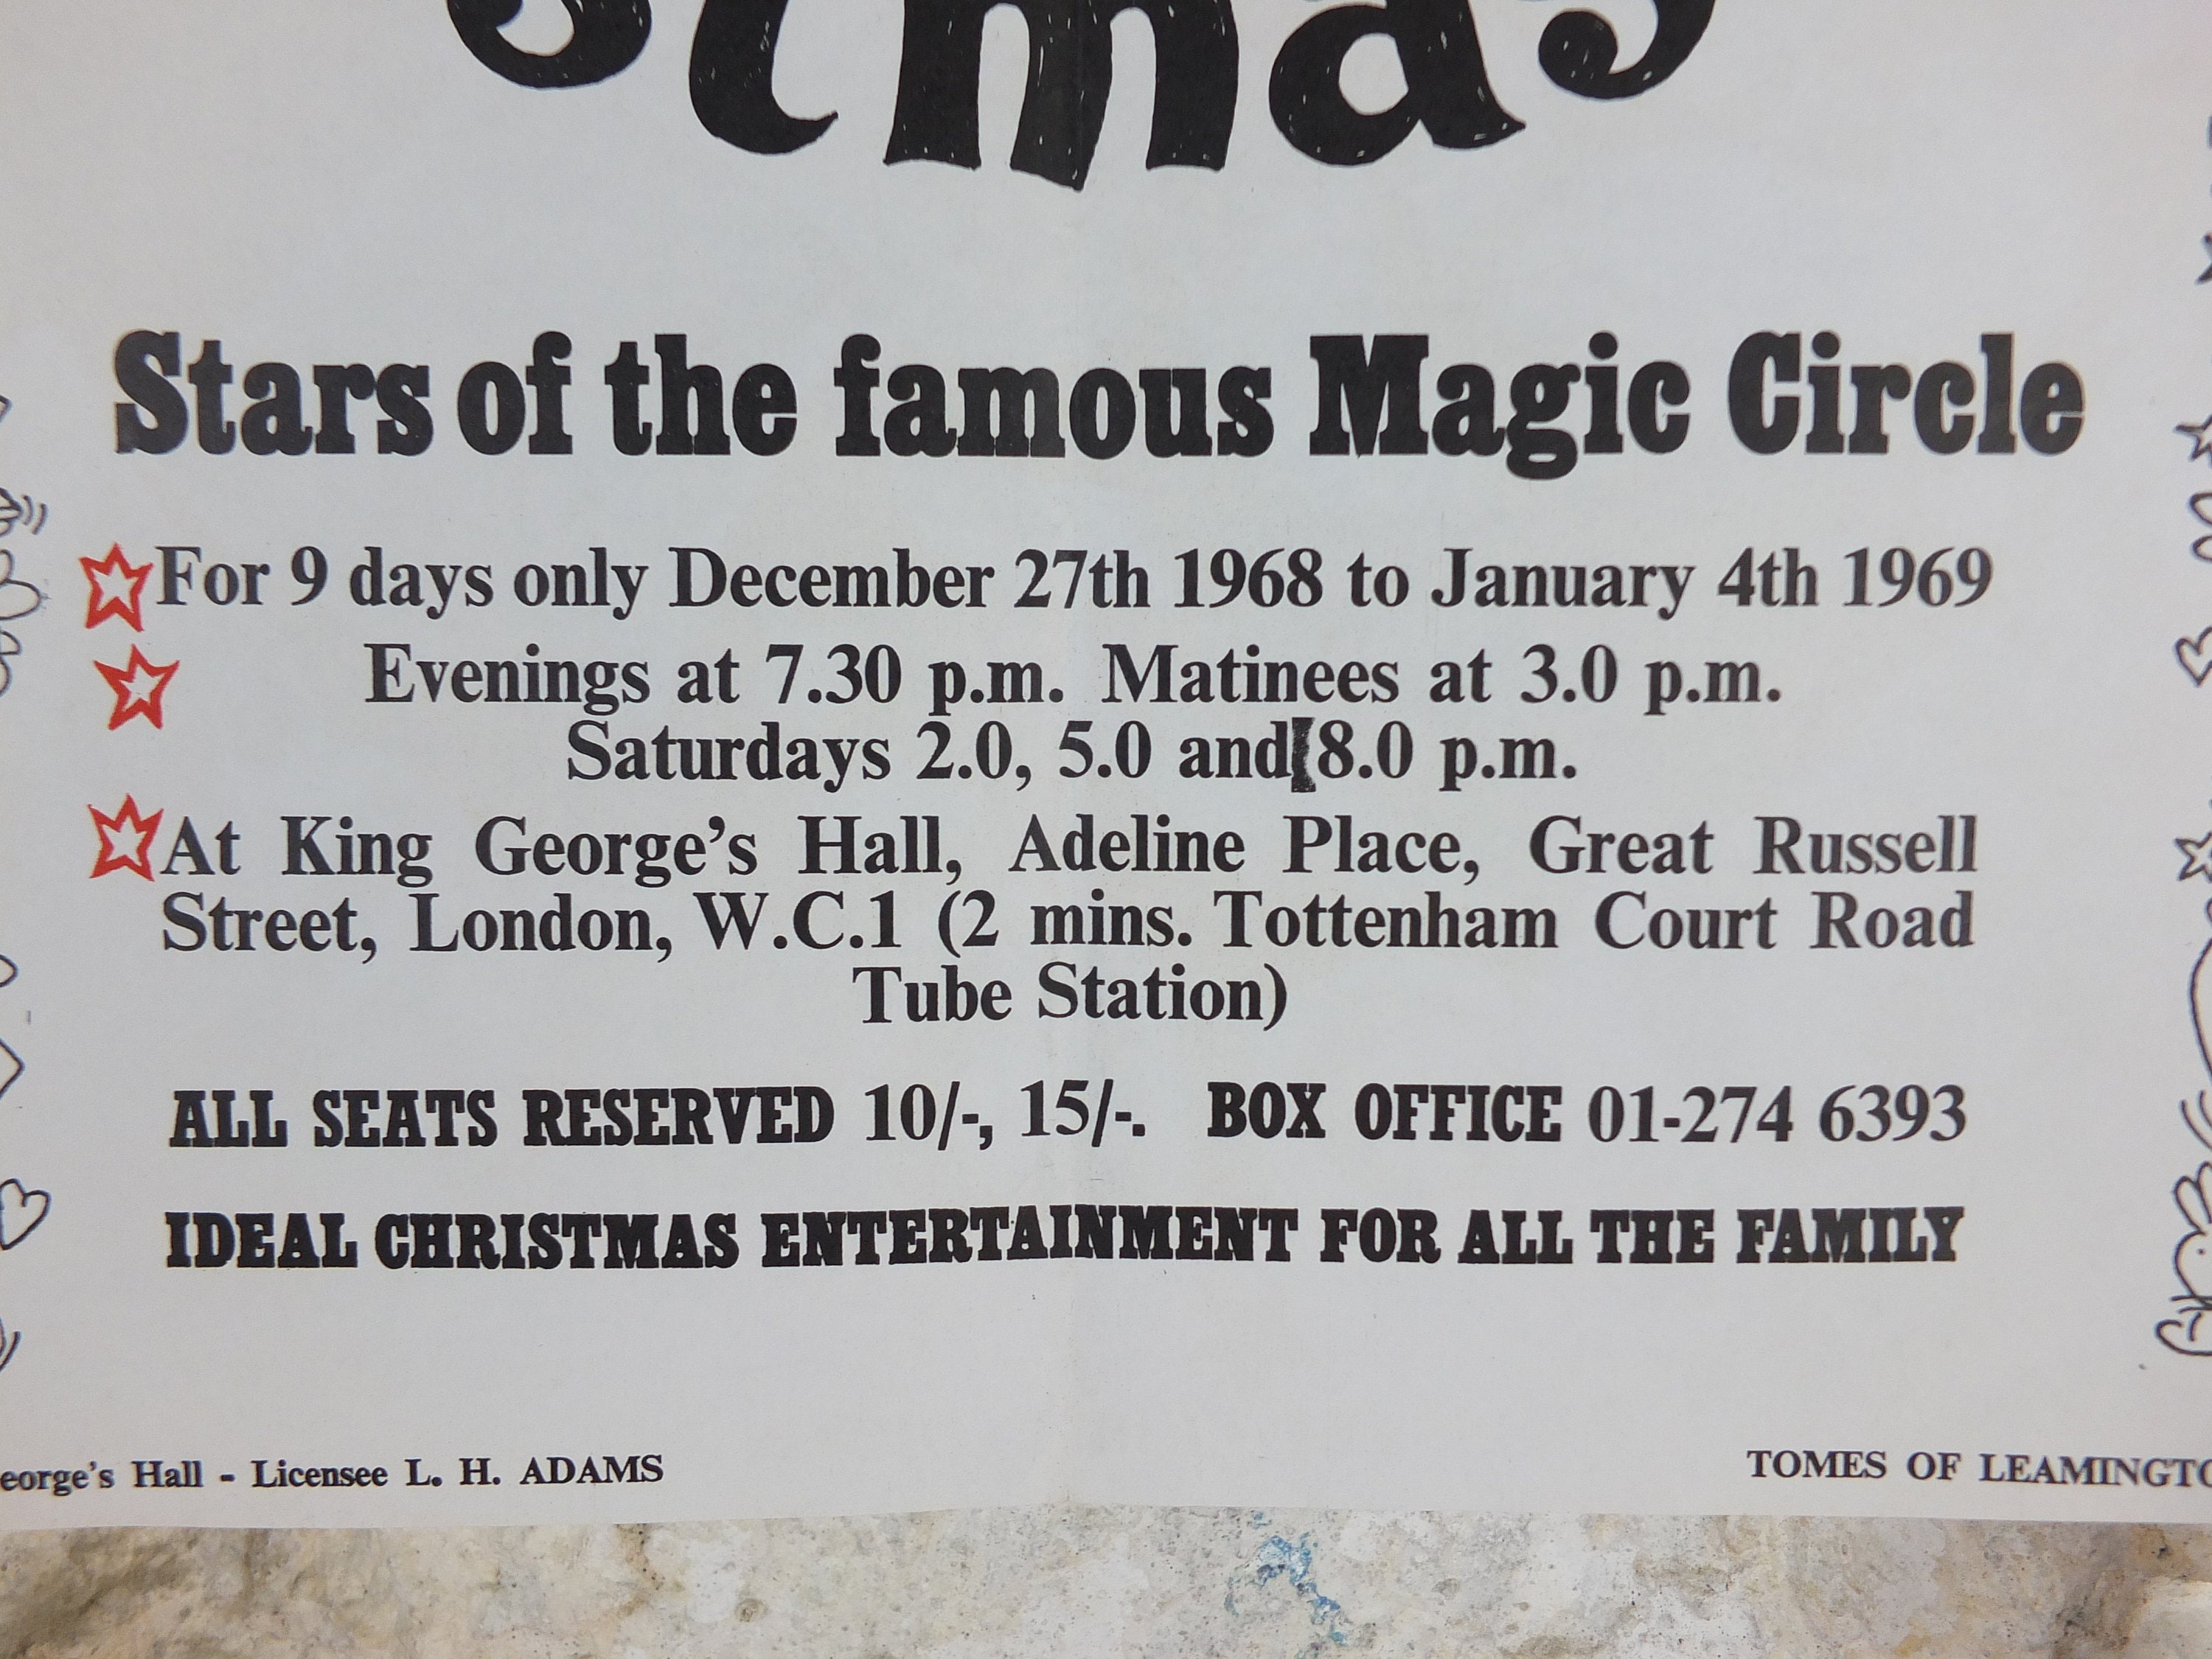 stmas
Stars of the famous Magic Circle
For 9 days only December 27th 1968 to January 4th 1969
Evenings at 7.30 p.m. Matinees at 3.0 p.m.
Saturdays 2.0, 5.0 and 8.0 p.m.
At King George's Hall, Adeline Place, Great Russell
Street, London, W.C.1 (2 mins. Tottenham Court Road
Tube Station)
ALL SEATS RESERVED 10/-, 15/-. BOX OFFICE 01-274 6393
IDEAL CHRISTMAS ENTERTAINMENT FOR ALL THE FAMILY
eorge's Hall - Licensee L. H. ADAMS
TOMES OF LEAMINGTO